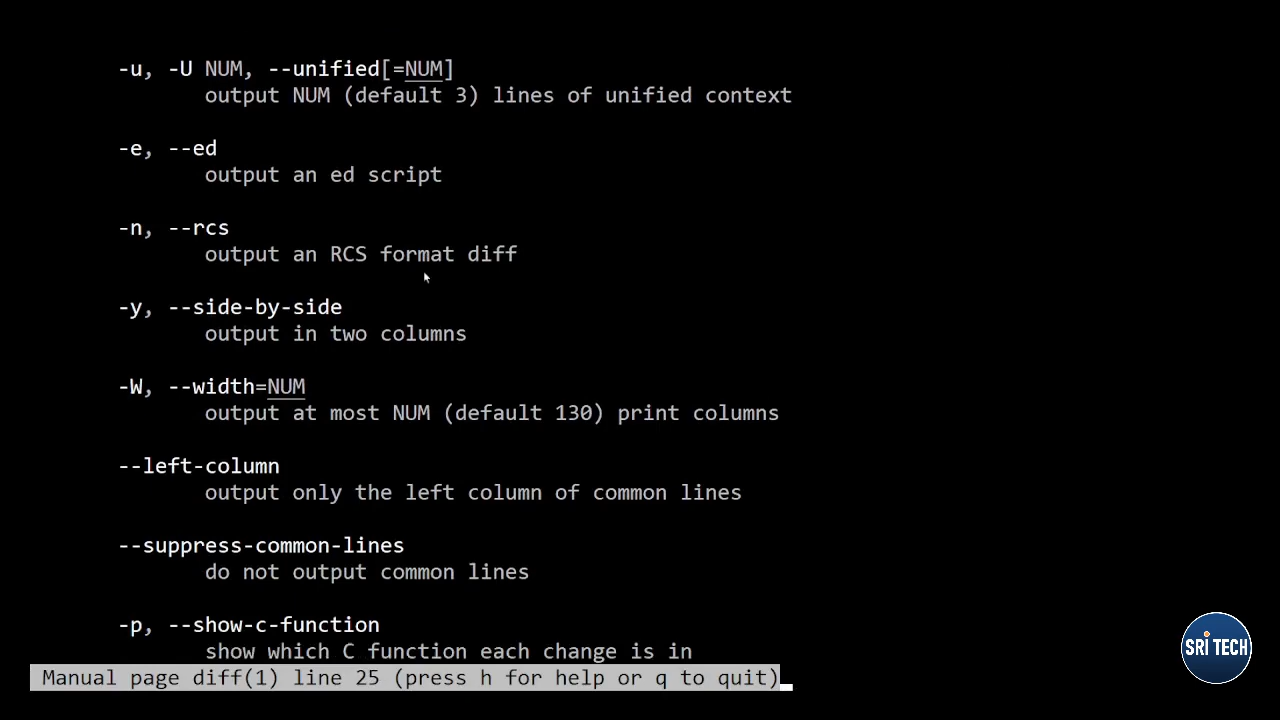 -u, -U NUM, --unified[=NUM]
output NUM (default 3) lines of unified context
-e, --ed
output an ed script
-n, --rcs
output an RCS format diff
-y, --side-by-side
output in two columns
-W, --width=NUM
output at most NUM (default 130) print columns
--left-column
output only the left column of common lines
--suppress-common-lines
do not output common lines
-p, --show-c-function
show which C function each change is in
Manual page diff(1) line 25 (press h for help or q to quit)
SRI TECH